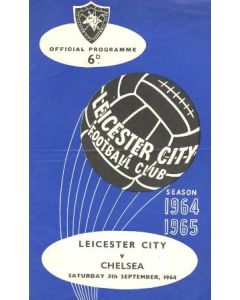 OFFICIAL PROGRAMME
6D.
LEICESTER CITY
FOOTBALL CLUB
SEASON
1964
1965
LEICESTER CITY
v
CHELSEA
SATURDAY 5th SEPTEMBER, 1964